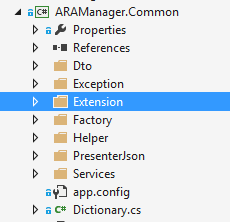 C# ARAManager.Common
Properties
References
Dto
Exception
Extension
Factory
Helper
PresenterJson
Services
app.config
C# Dictionary.cs